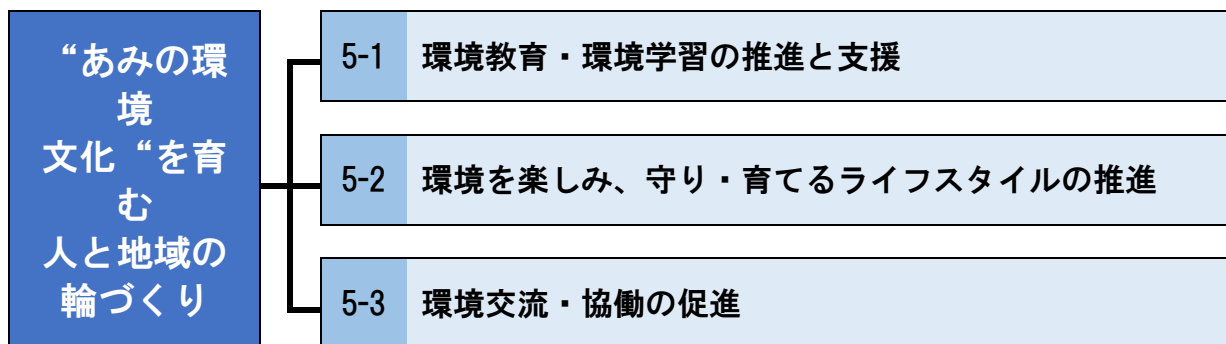 “あみの環
境
文化“を育
む
人と地域の
輪づくり
5-1 環境教育・環境学習の推進と支援
5-2 環境を楽しみ、守り・育てるライフスタイルの推進
5-3 環境交流・協働の促進